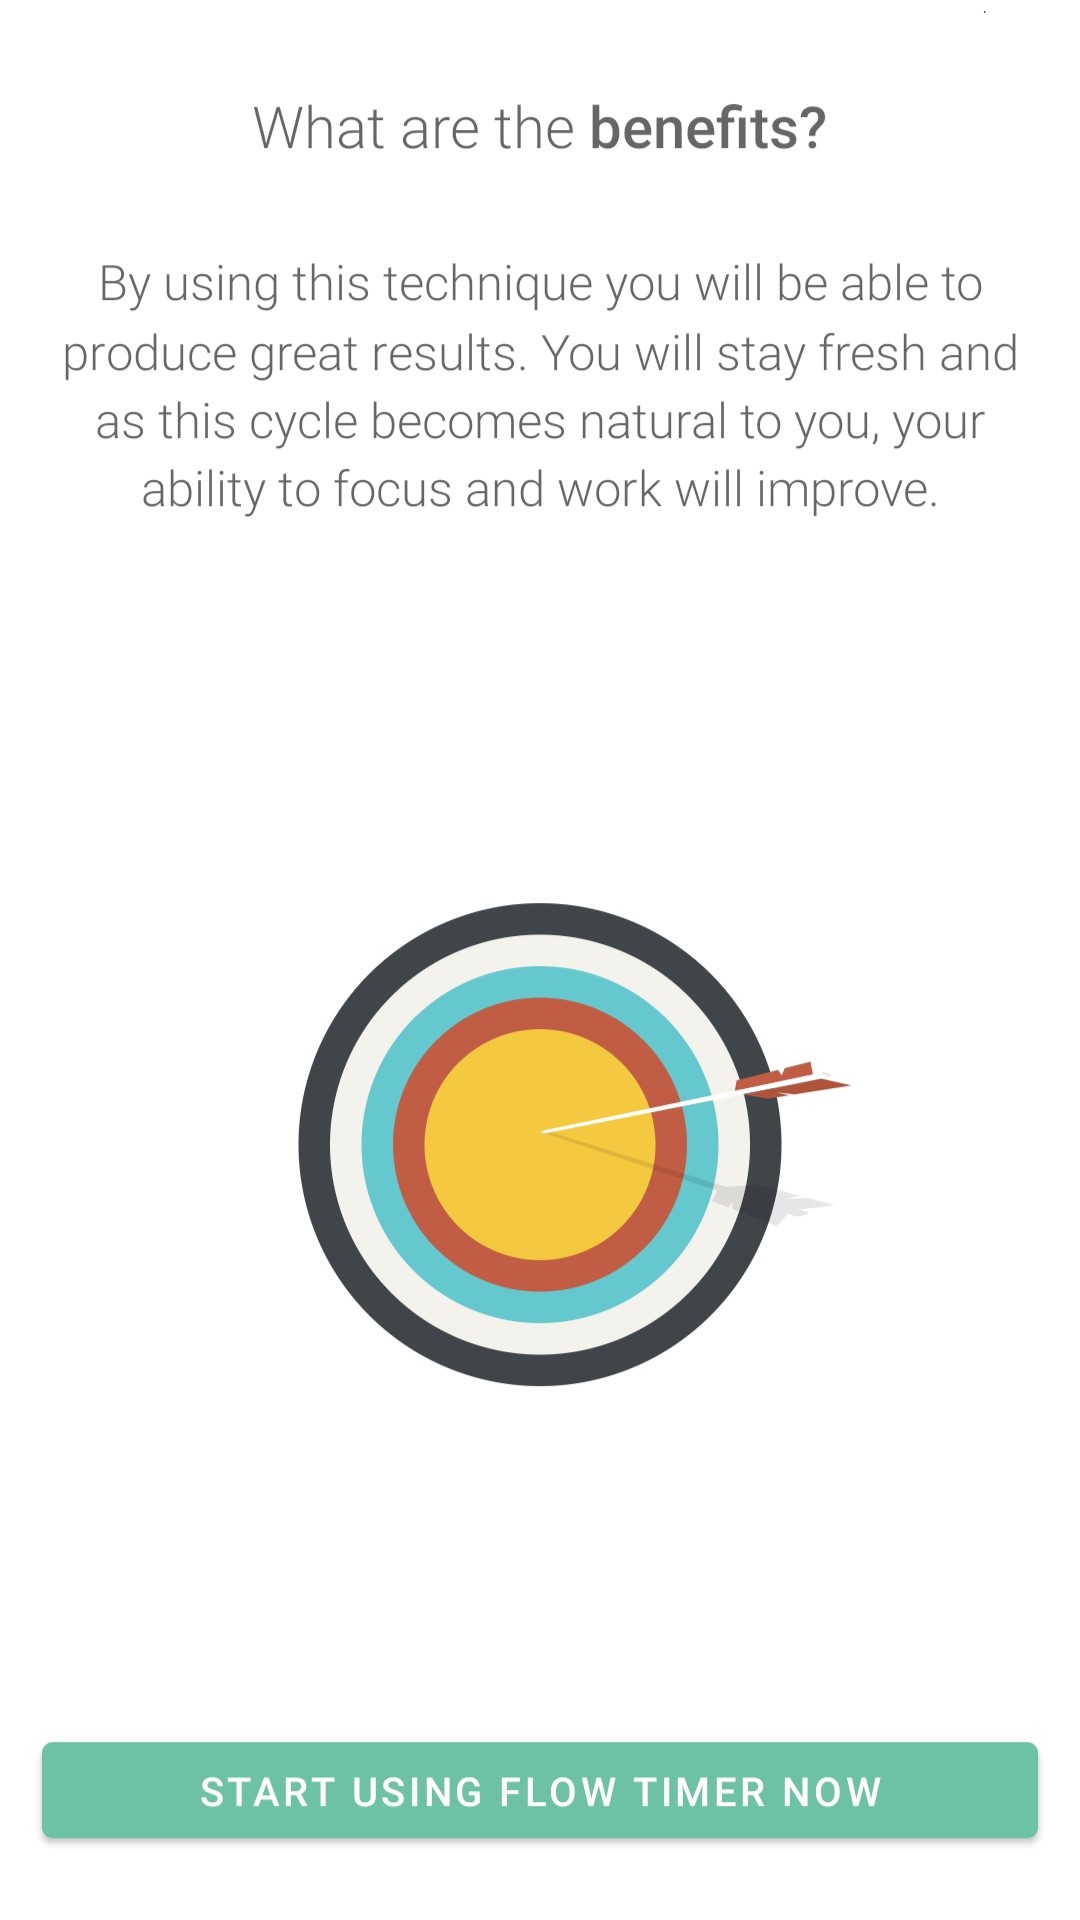 What are the benefits?
By using this technique you will be able to
produce great results. You will stay fresh and
as this cycle becomes natural to you, your
ability to focus and work will improve.
START USING FLOW TIMER NOW